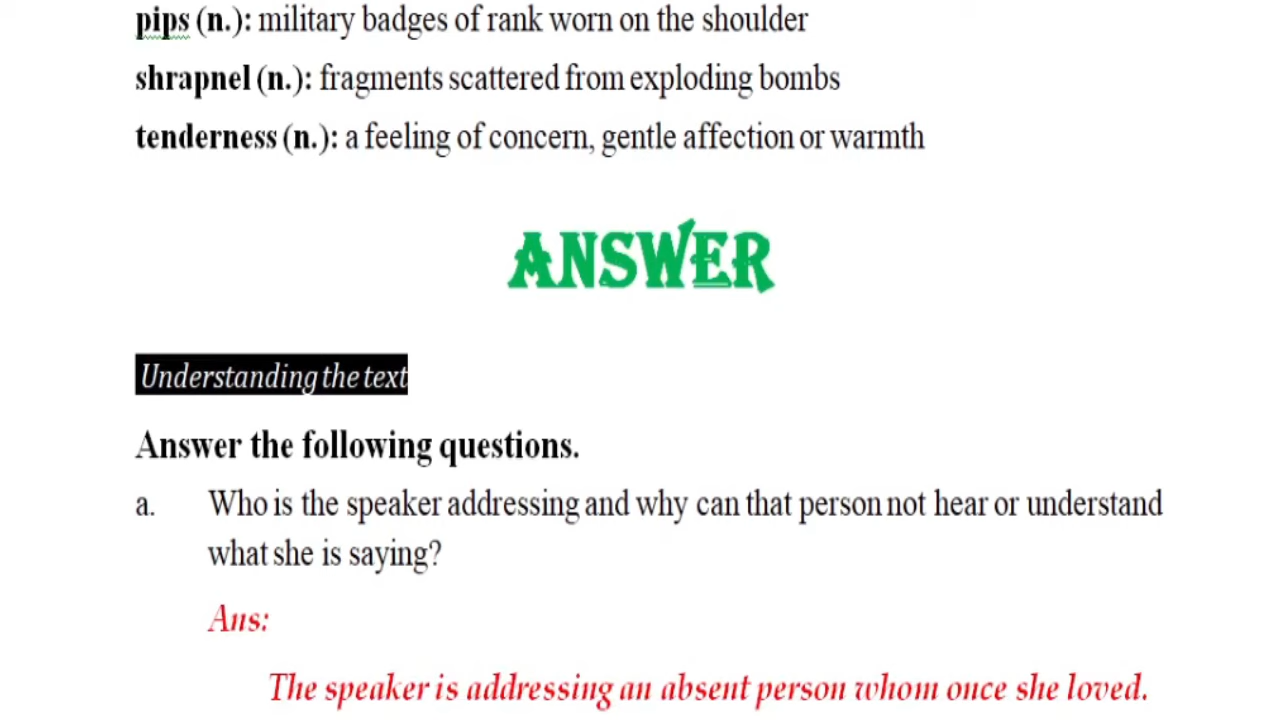 pips (n.): military badges of rank worn on the shoulder
shrapnel (n.): fragments scattered from exploding bombs
tenderness (n.): a feeling of concern, gentle affection or warmth
ANSWER
Understanding the text
Answer the following questions.
a. Who is the speaker addressing and why can that person not hear or understand
what she is saying?
Ans:
The speaker is addressing an absent person whom once she loved.